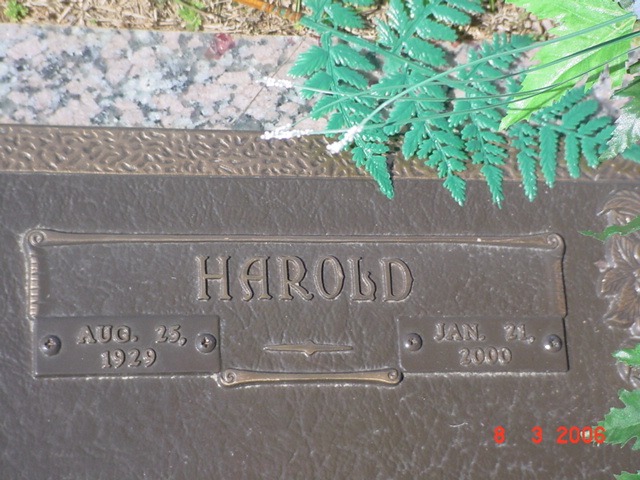 HAROLD
AUG. 25,
1929
JAN. 21,
2000
8 3 2006